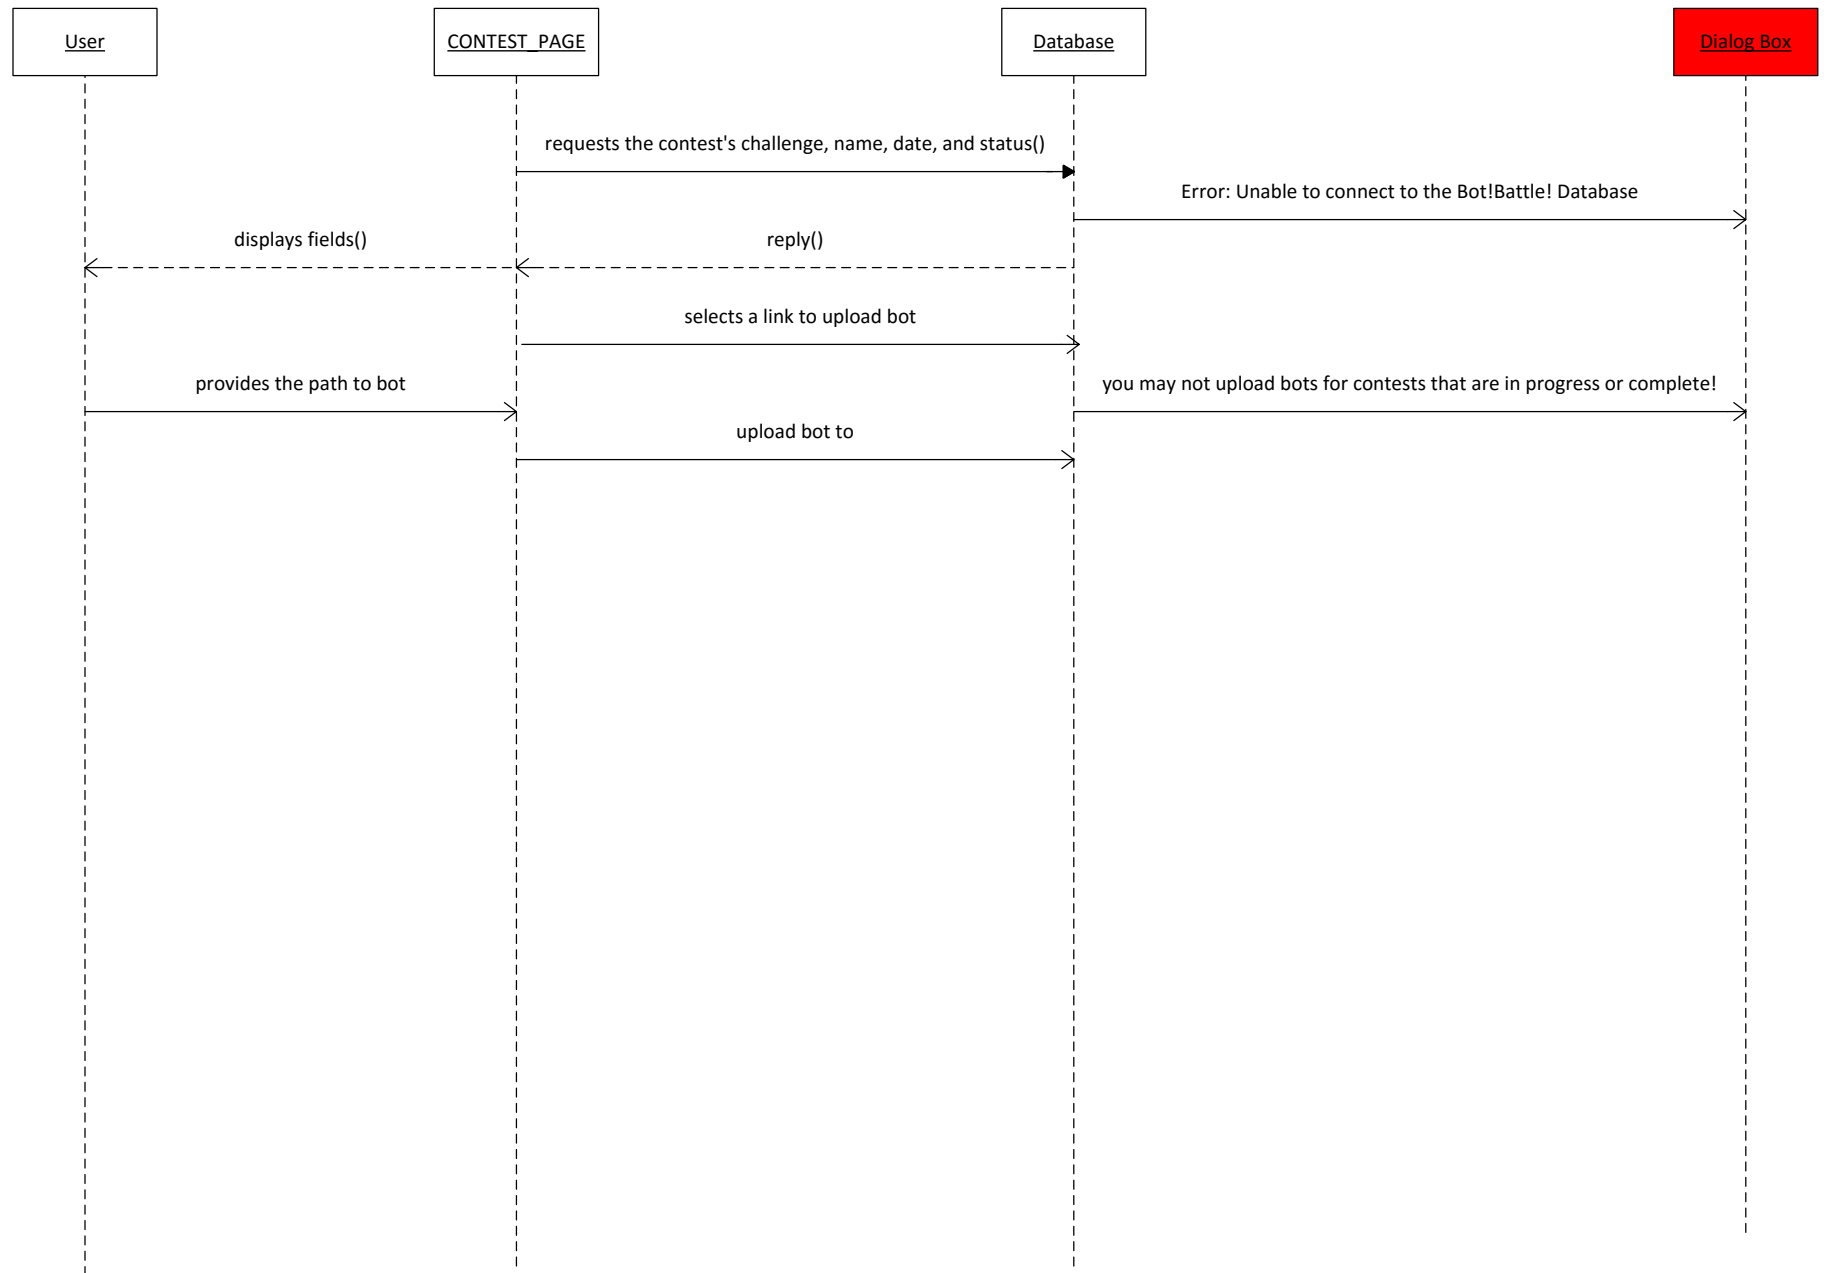 User
CONTEST_PAGE
Database
Dialog Box
requests the contest's challenge, name, date, and status()
Error: Unable to connect to the Bot!Battle! Database
displays fields()
reply()
selects a link to upload bot
provides the path to bot
you may not upload bots for contests that are in progress or complete!
upload bot to